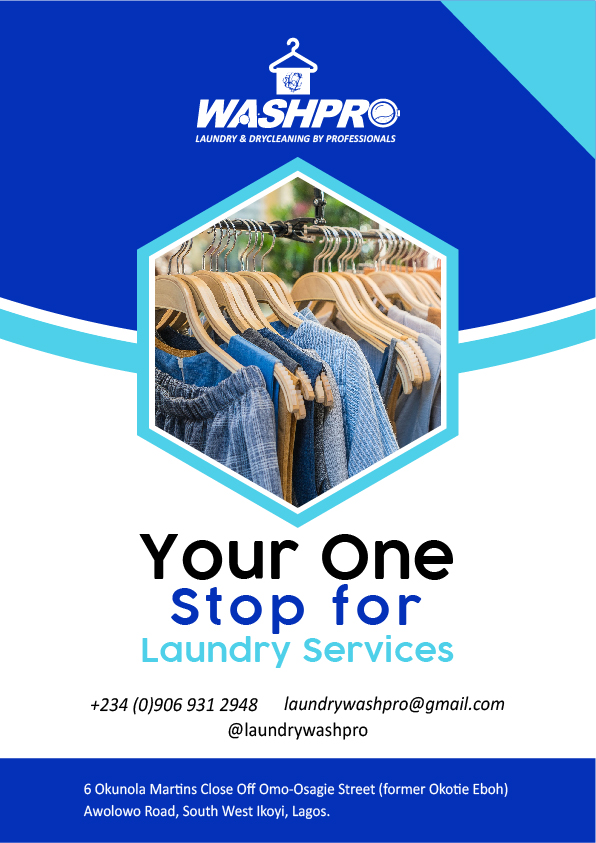 WASHPRO
LAUNDRY & DRYCLEANING BY PROFESSIONALS
Your One
Stop for
Laundry Services
+234 (0)906 931 2948 laundrywashpro@gmail.com
@laundrywashpro
6 Okunola Martins Close Off Omo-Osagie Street (former Okotie Eboh)
Awolowo Road, South West Ikoyi, Lagos.